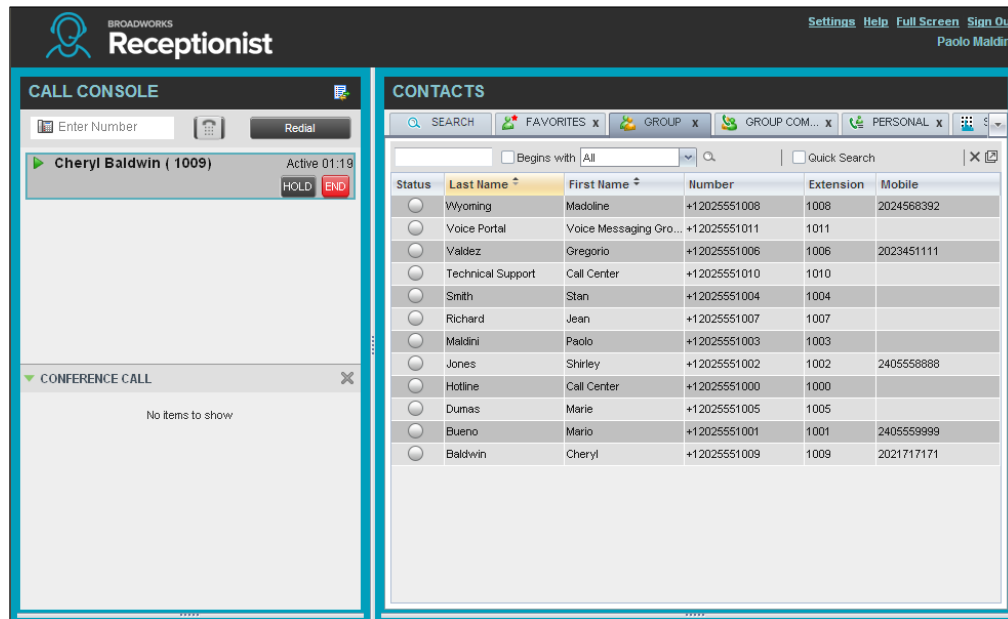 BROADWORKS
Receptionist
Settings Help Full Screen Sign Ou
Paolo Maldin
CALL CONSOLE
Enter Number Redial
Cheryl Baldwin ( 1009) Active 01:19
HOLD END
CONFERENCE CALL
No items to show
CONTACTS
SEARCH FAVORITES x GROUP x GROUP COM... x PERSONAL x S
Begins with All Quick Search
Status Last Name First Name Number Extension Mobile
Wyoming Madoline +12025551008 1008 2024568392
Voice Portal Voice Messaging Gro... +12025551011 1011
Valdez Gregorio +12025551006 1006 2023451111
Technical Support Call Center +12025551010 1010
Smith Stan +12025551004 1004
Richard Jean +12025551007 1007
Maldini Paolo +12025551003 1003
Jones Shirley +12025551002 1002 2405558888
Hotline Call Center +12025551000 1000
Dumas Marie +12025551005 1005
Bueno Mario +12025551001 1001 2405559999
Baldwin Cheryl +12025551009 1009 2021717171